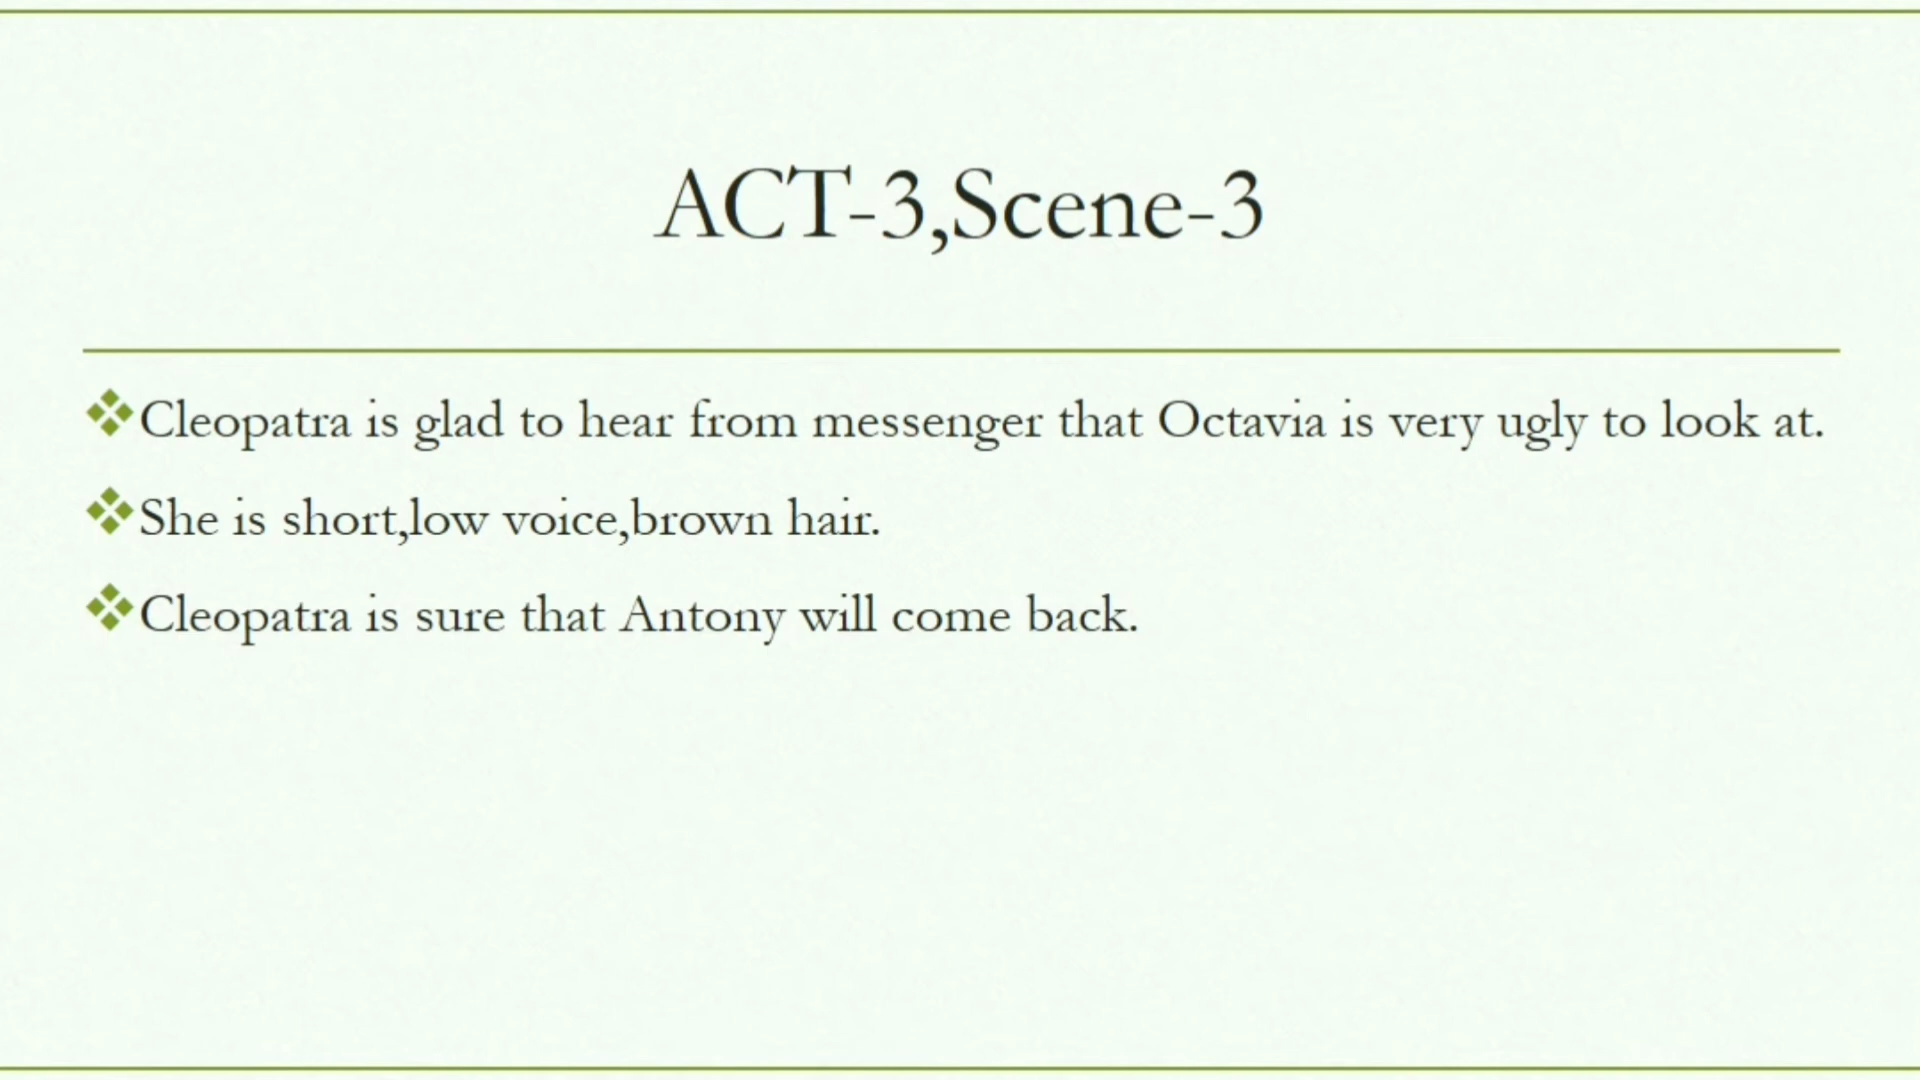 ACT-3,Scene-3
❖Cleopatra is glad to hear from messenger that Octavia is very ugly to look at.
❖She is short,low voice,brown hair.
❖Cleopatra is sure that Antony will come back.